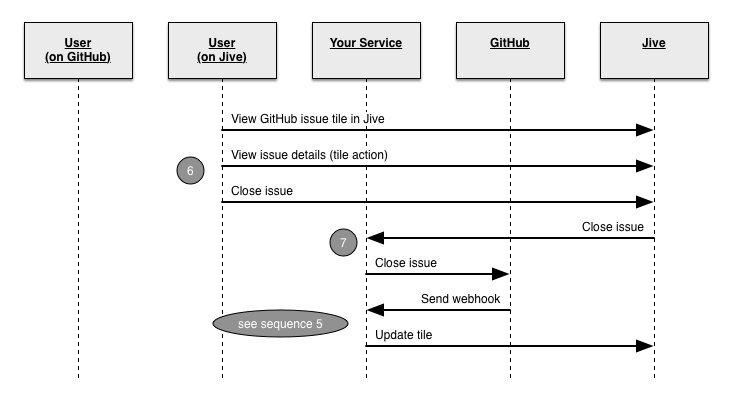 User
(on GitHub)
User
(on Jive)
Your Service
GitHub
Jive
View GitHub issue tile in Jive
View issue details (tile action)
6
Close issue
Close issue
7
Close issue
Send webhook
see sequence 5
Update tile